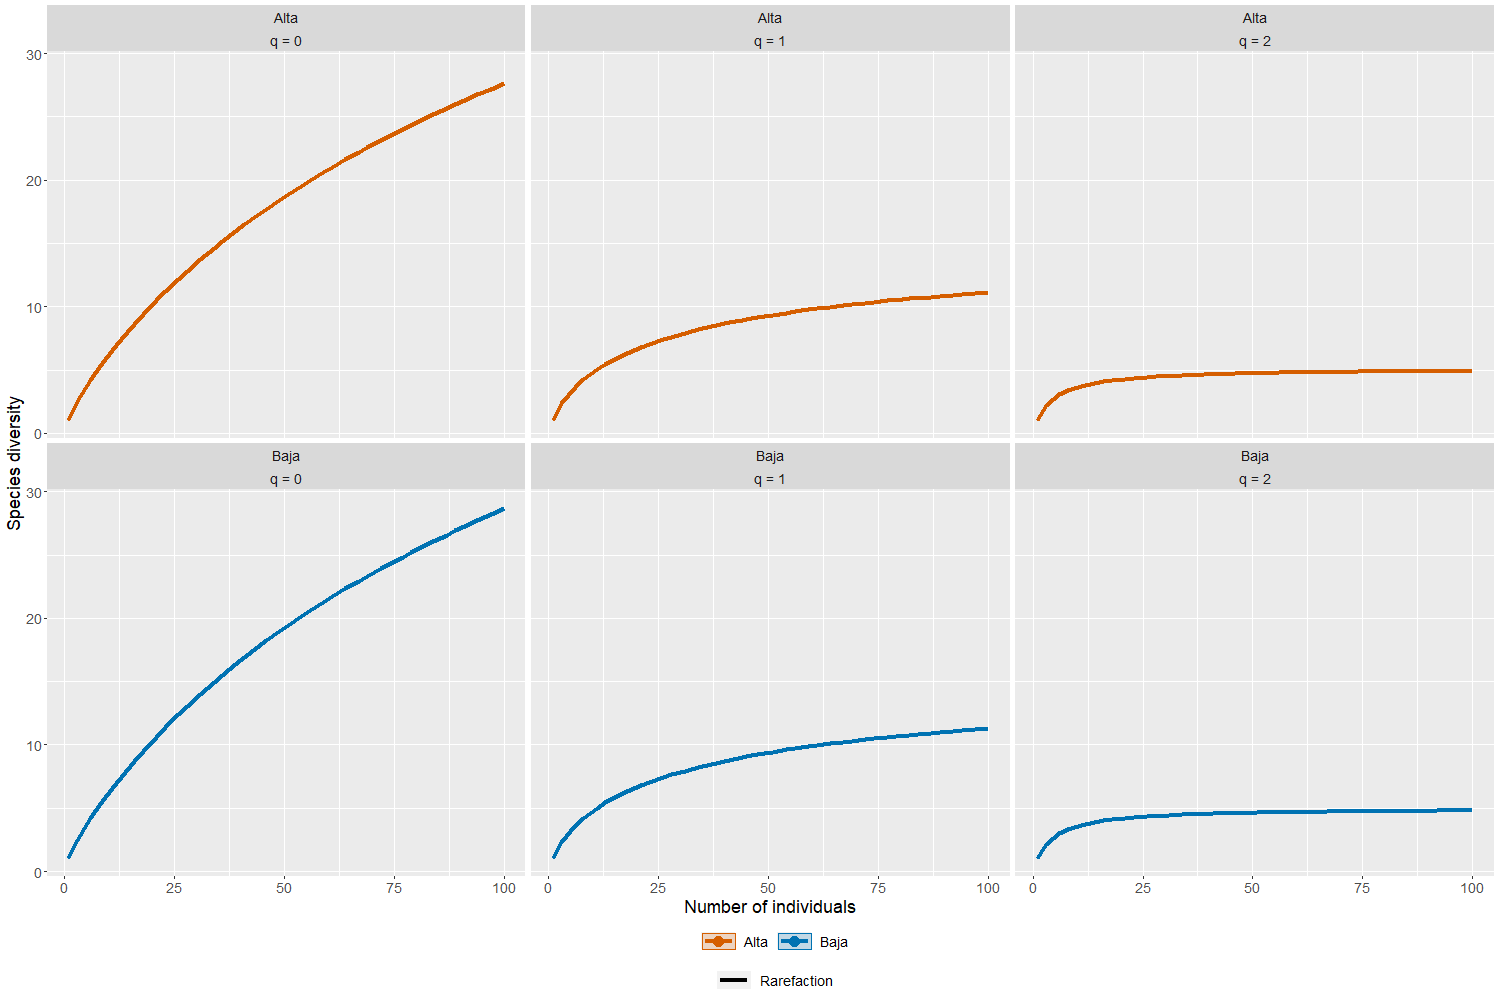 Alta
q = 0
Alta
q = 1
Alta
q = 2
30
20
10
0
Species diversity
Baja
q = 0
Baja
q = 1
Baja
q = 2
30
20
10
0
0 25 50 75 100
0 25 50 75 100
0 25 50 75 100
Number of individuals
Alta Baja
Rarefaction